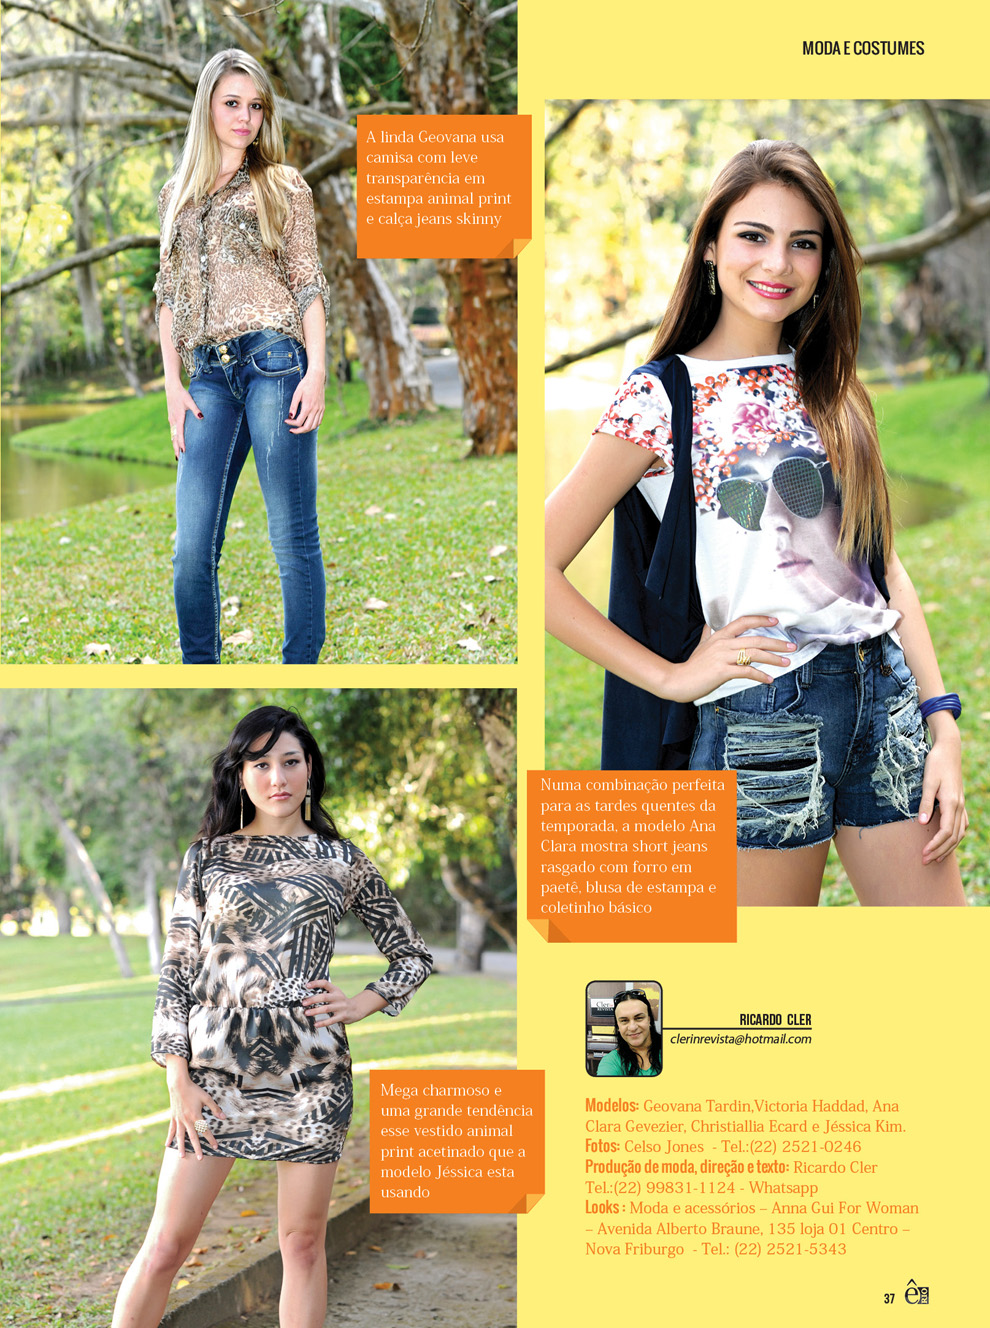 MODA E COSTUMES
A linda Geovana usa
camisa com leve
transparência em
estampa animal print
e calça jeans skinny
Numa combinação perfeita
para as tardes quentes da
temporada, a modelo Ana
Clara mostra short jeans
rasgado com forro em
paetê, blusa de estampa e
coletinho básico
Mega charmoso e
uma grande tendência
esse vestido animal
print acetinado que a
modelo Jéssica esta
usando
RICARDO CLER
clerinrevista@hotmail.com
Modelos: Geovana Tardin,Victoria Haddad, Ana
Clara Gevezier, Christiallia Ecard e Jéssica Kim.
Fotos: Celso Jones - Tel.:(22) 2521-0246
Produção de moda, direção e texto: Ricardo Cler
Tel.:(22) 99831-1124 - Whatsapp
Looks : Moda e acessórios – Anna Gui For Woman
– Avenida Alberto Braune, 135 loja 01 Centro –
Nova Friburgo - Tel.: (22) 2521-5343
37 ê